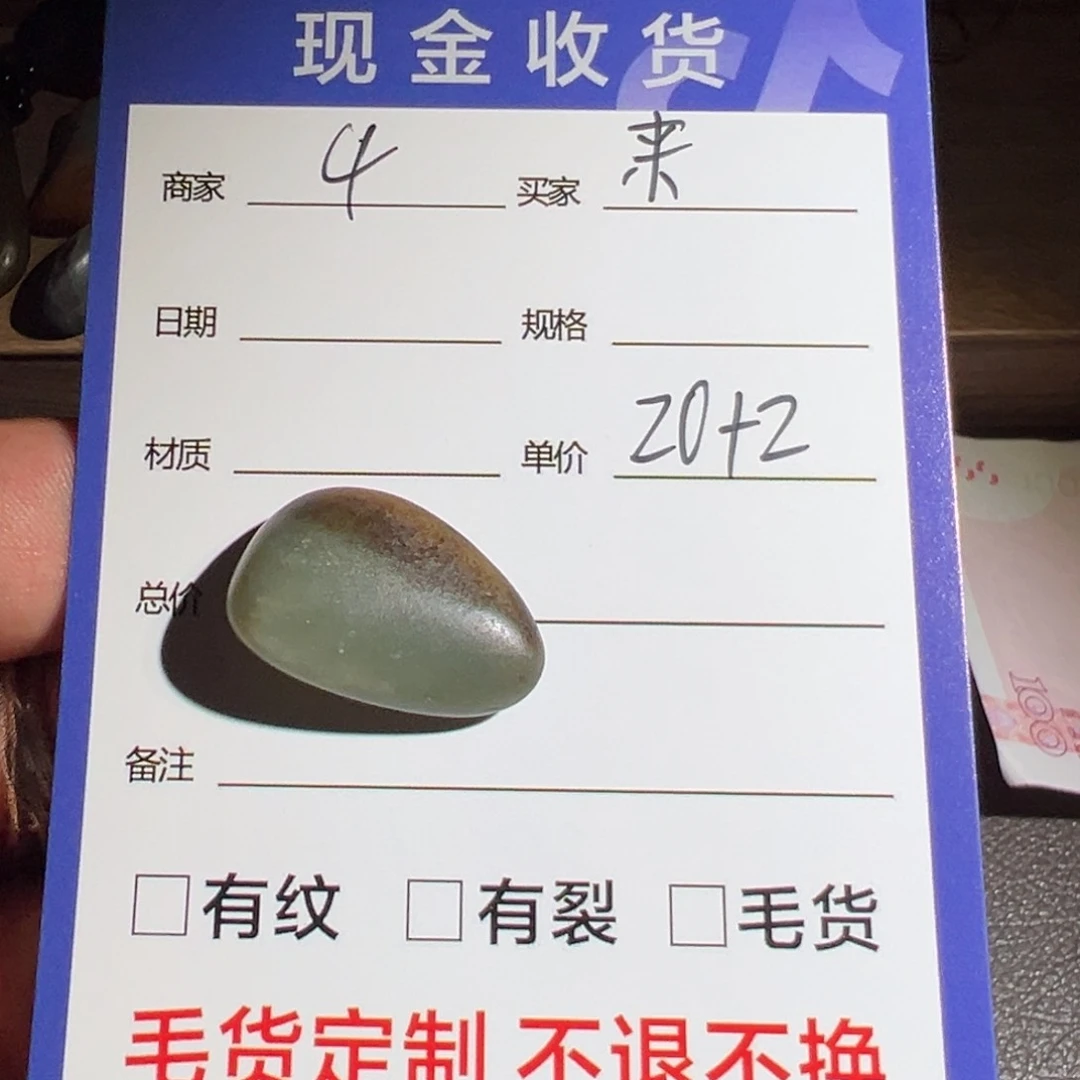 现金收货
商家 4 买家 来
日期 规格
材质 单价 20+2
总价
备注
有纹 有裂 毛货
毛货定制 不退不换
100